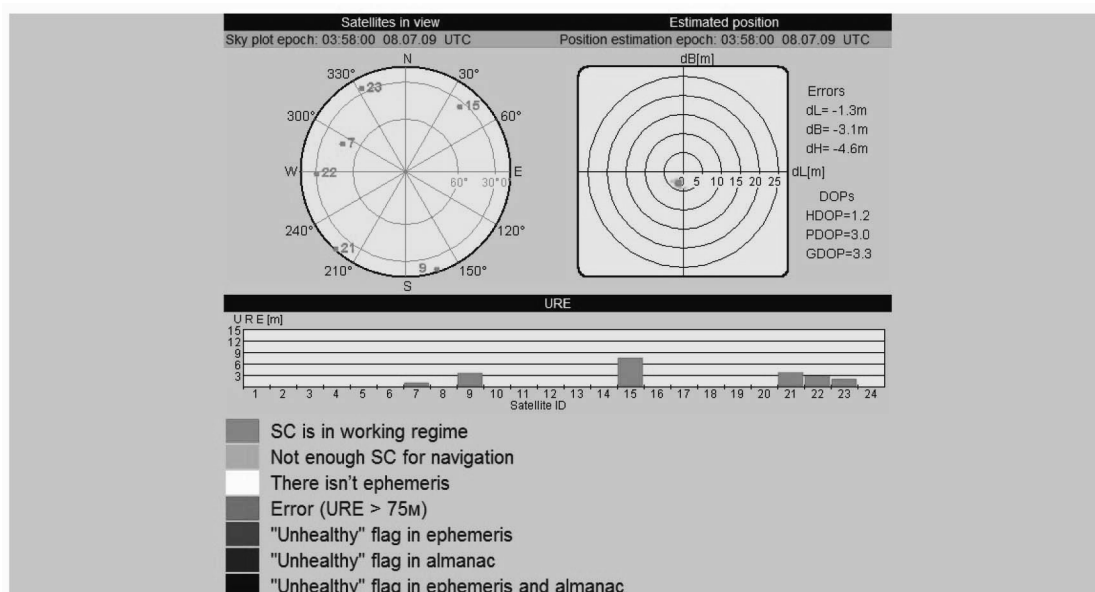 Satellites in view
Estimated position
Sky plot epoch: 03:58:00 08.07.09 UTC
Position estimation epoch: 03:58:00 08.07.09 UTC
N
330°
30°
23
15
300°
60°
7
W
22
60°
30°
0°
E
240°
120°
21
9
210°
150°
S
dB[m]
Errors
dL= -1.3m
dB= -3.1m
dH= -4.6m
0 5 10 15 20 25
dL[m]
DOPs
HDOP=1.2
PDOP=3.0
GDOP=3.3
URE
U R E [m]
15
12
9
6
3
1 2 3 4 5 6 7 8 9 10 11 12 13 14 15 16 17 18 19 20 21 22 23 24
Satellite ID
SC is in working regime
Not enough SC for navigation
There isn't ephemeris
Error (URE > 75м)
"Unhealthy" flag in ephemeris
"Unhealthy" flag in almanac
"Unhealthy" flag in ephemeris and almanac